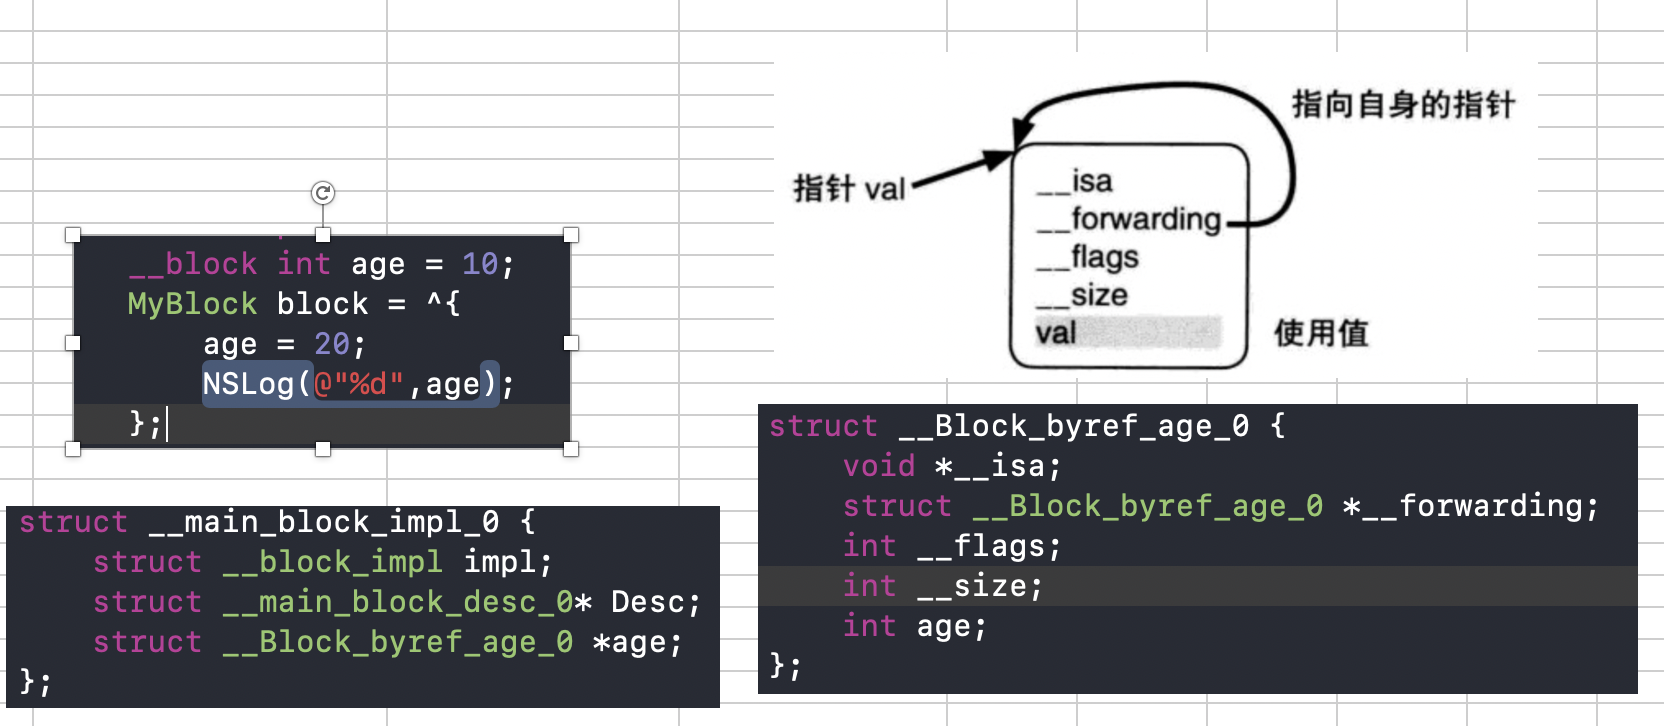 __block int age = 10;
MyBlock block = ^{
age = 20;
NSLog(@"%d",age);
};
struct __main_block_impl_0 {
struct __block_impl impl;
struct __main_block_desc_0* Desc;
struct __Block_byref_age_0 *age;
};
指向自身的指针
指针 val
__isa
__forwarding
__flags
__size
val
使用值
struct __Block_byref_age_0 {
void *__isa;
struct __Block_byref_age_0 *__forwarding;
int __flags;
int __size;
int age;
};